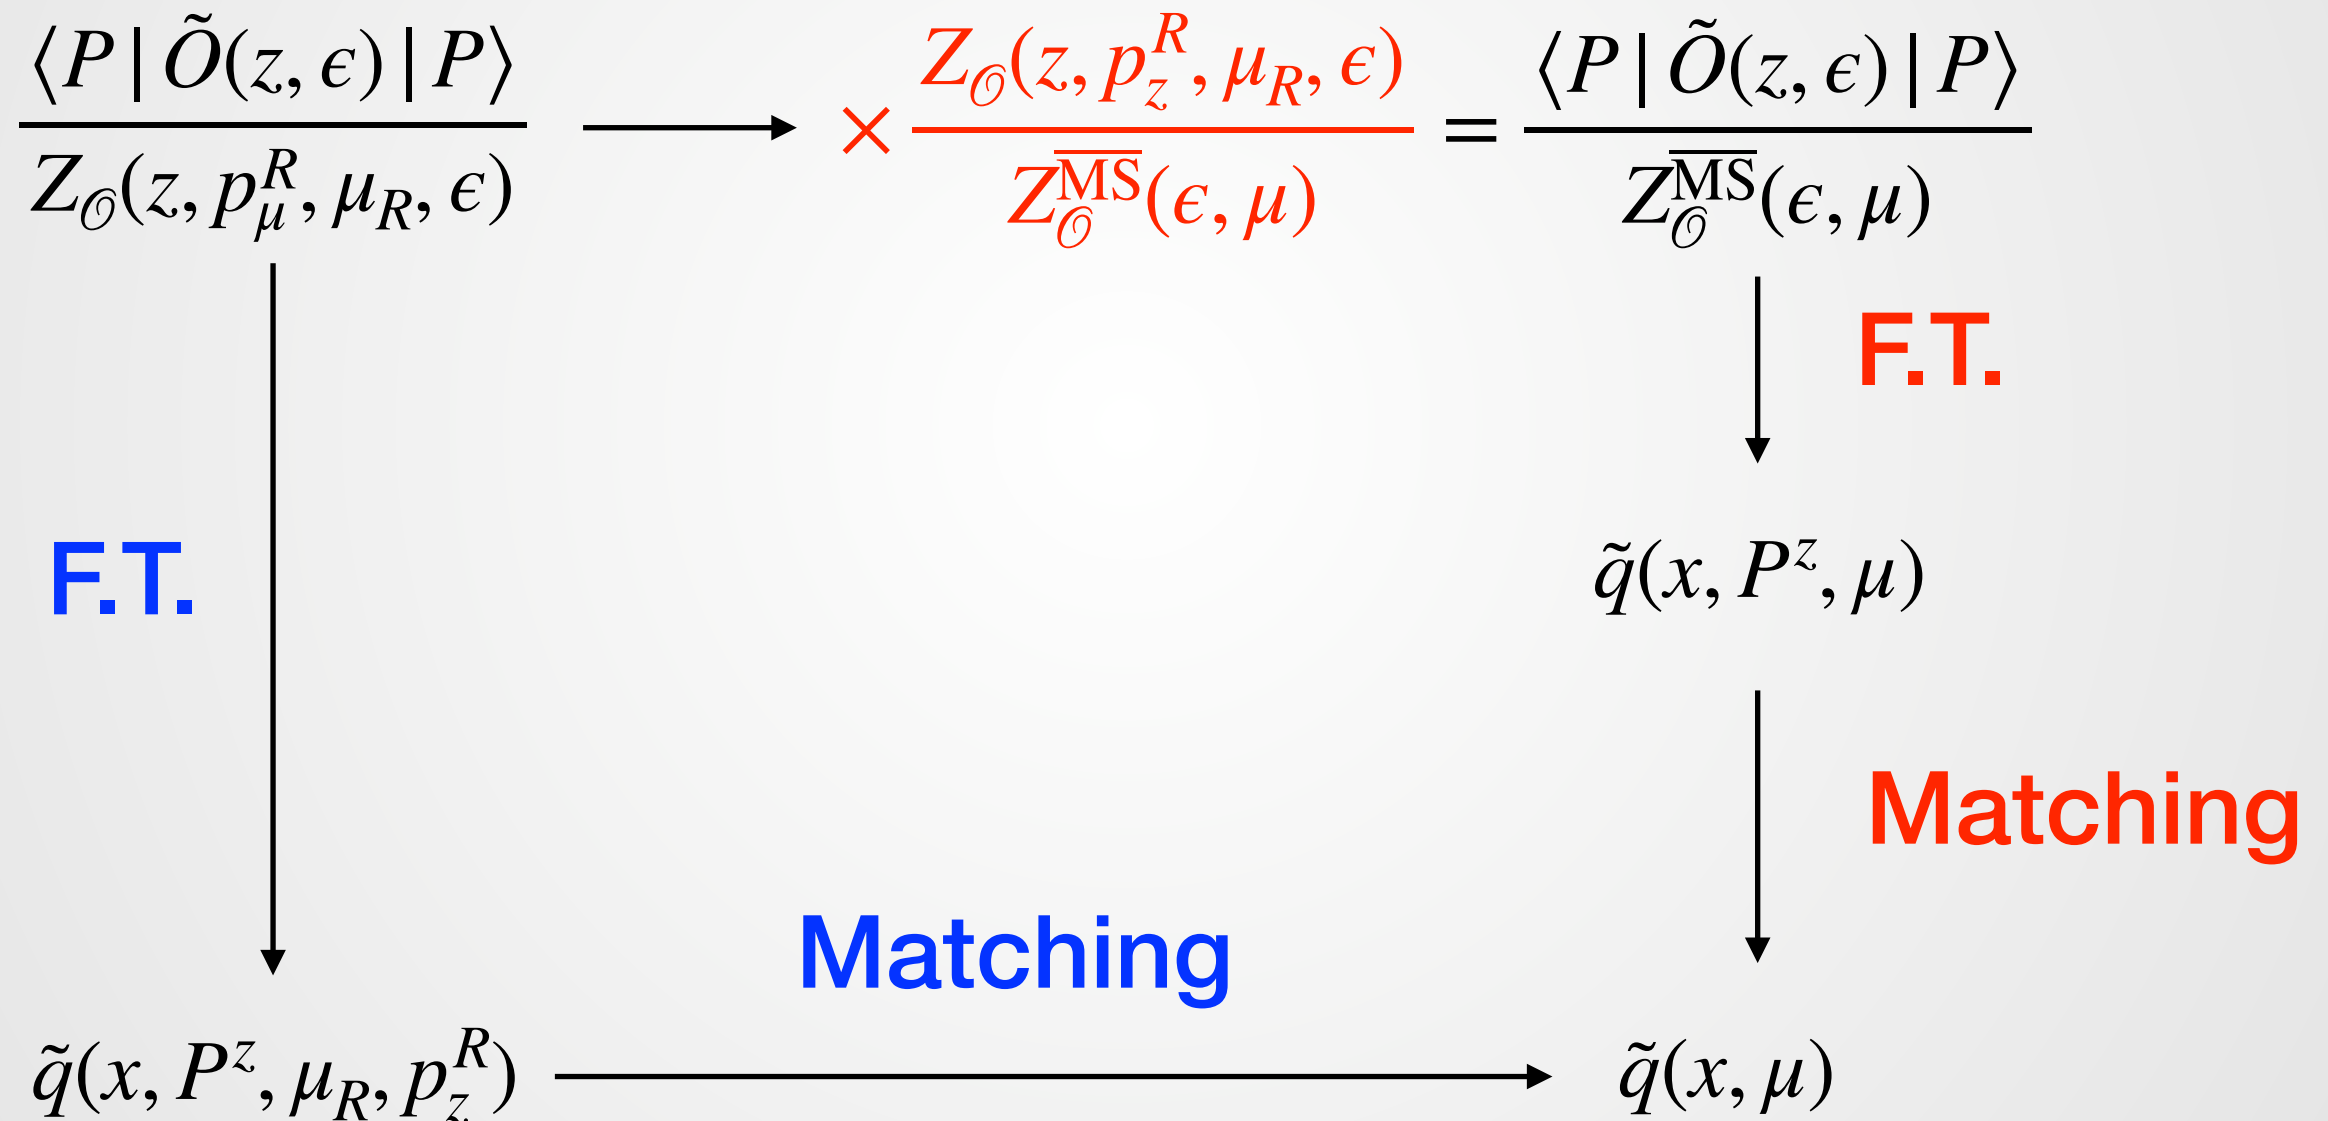 ⟨P | Õ(z, ϵ) | P⟩ / Z_𝒪(z, p_μ^R, μ_R, ϵ) × Z_𝒪(z, p_z^R, μ_R, ϵ) / Z_𝒪^{\overline{MS}}(ϵ, μ) = ⟨P | Õ(z, ϵ) | P⟩ / Z_𝒪^{\overline{MS}}(ϵ, μ)
F.T.
F.T.
q̃(x, P^z, μ)
Matching
Matching
q̃(x, P^z, μ_R, p_z^R)
q̃(x, μ)